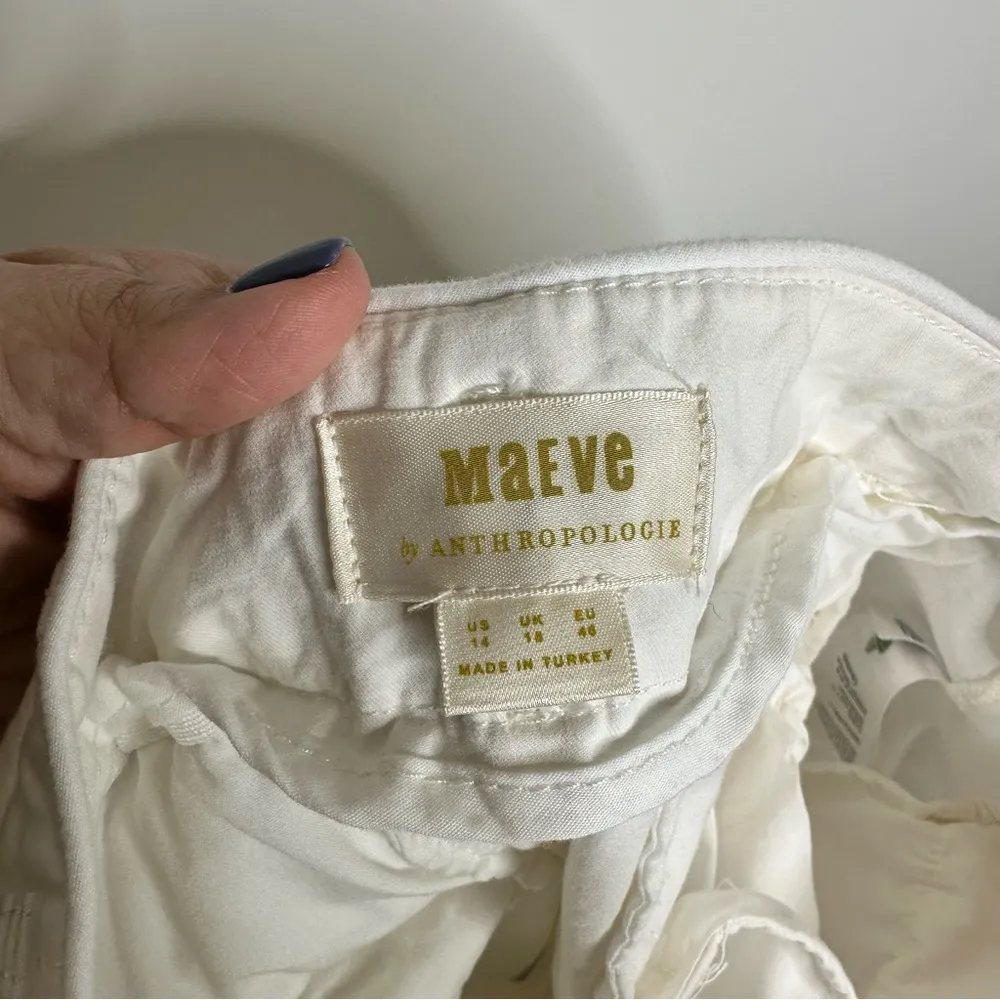 MaEVe
by ANTHROPOLOGIE
US UK EU
14 18 46
MADE IN TURKEY